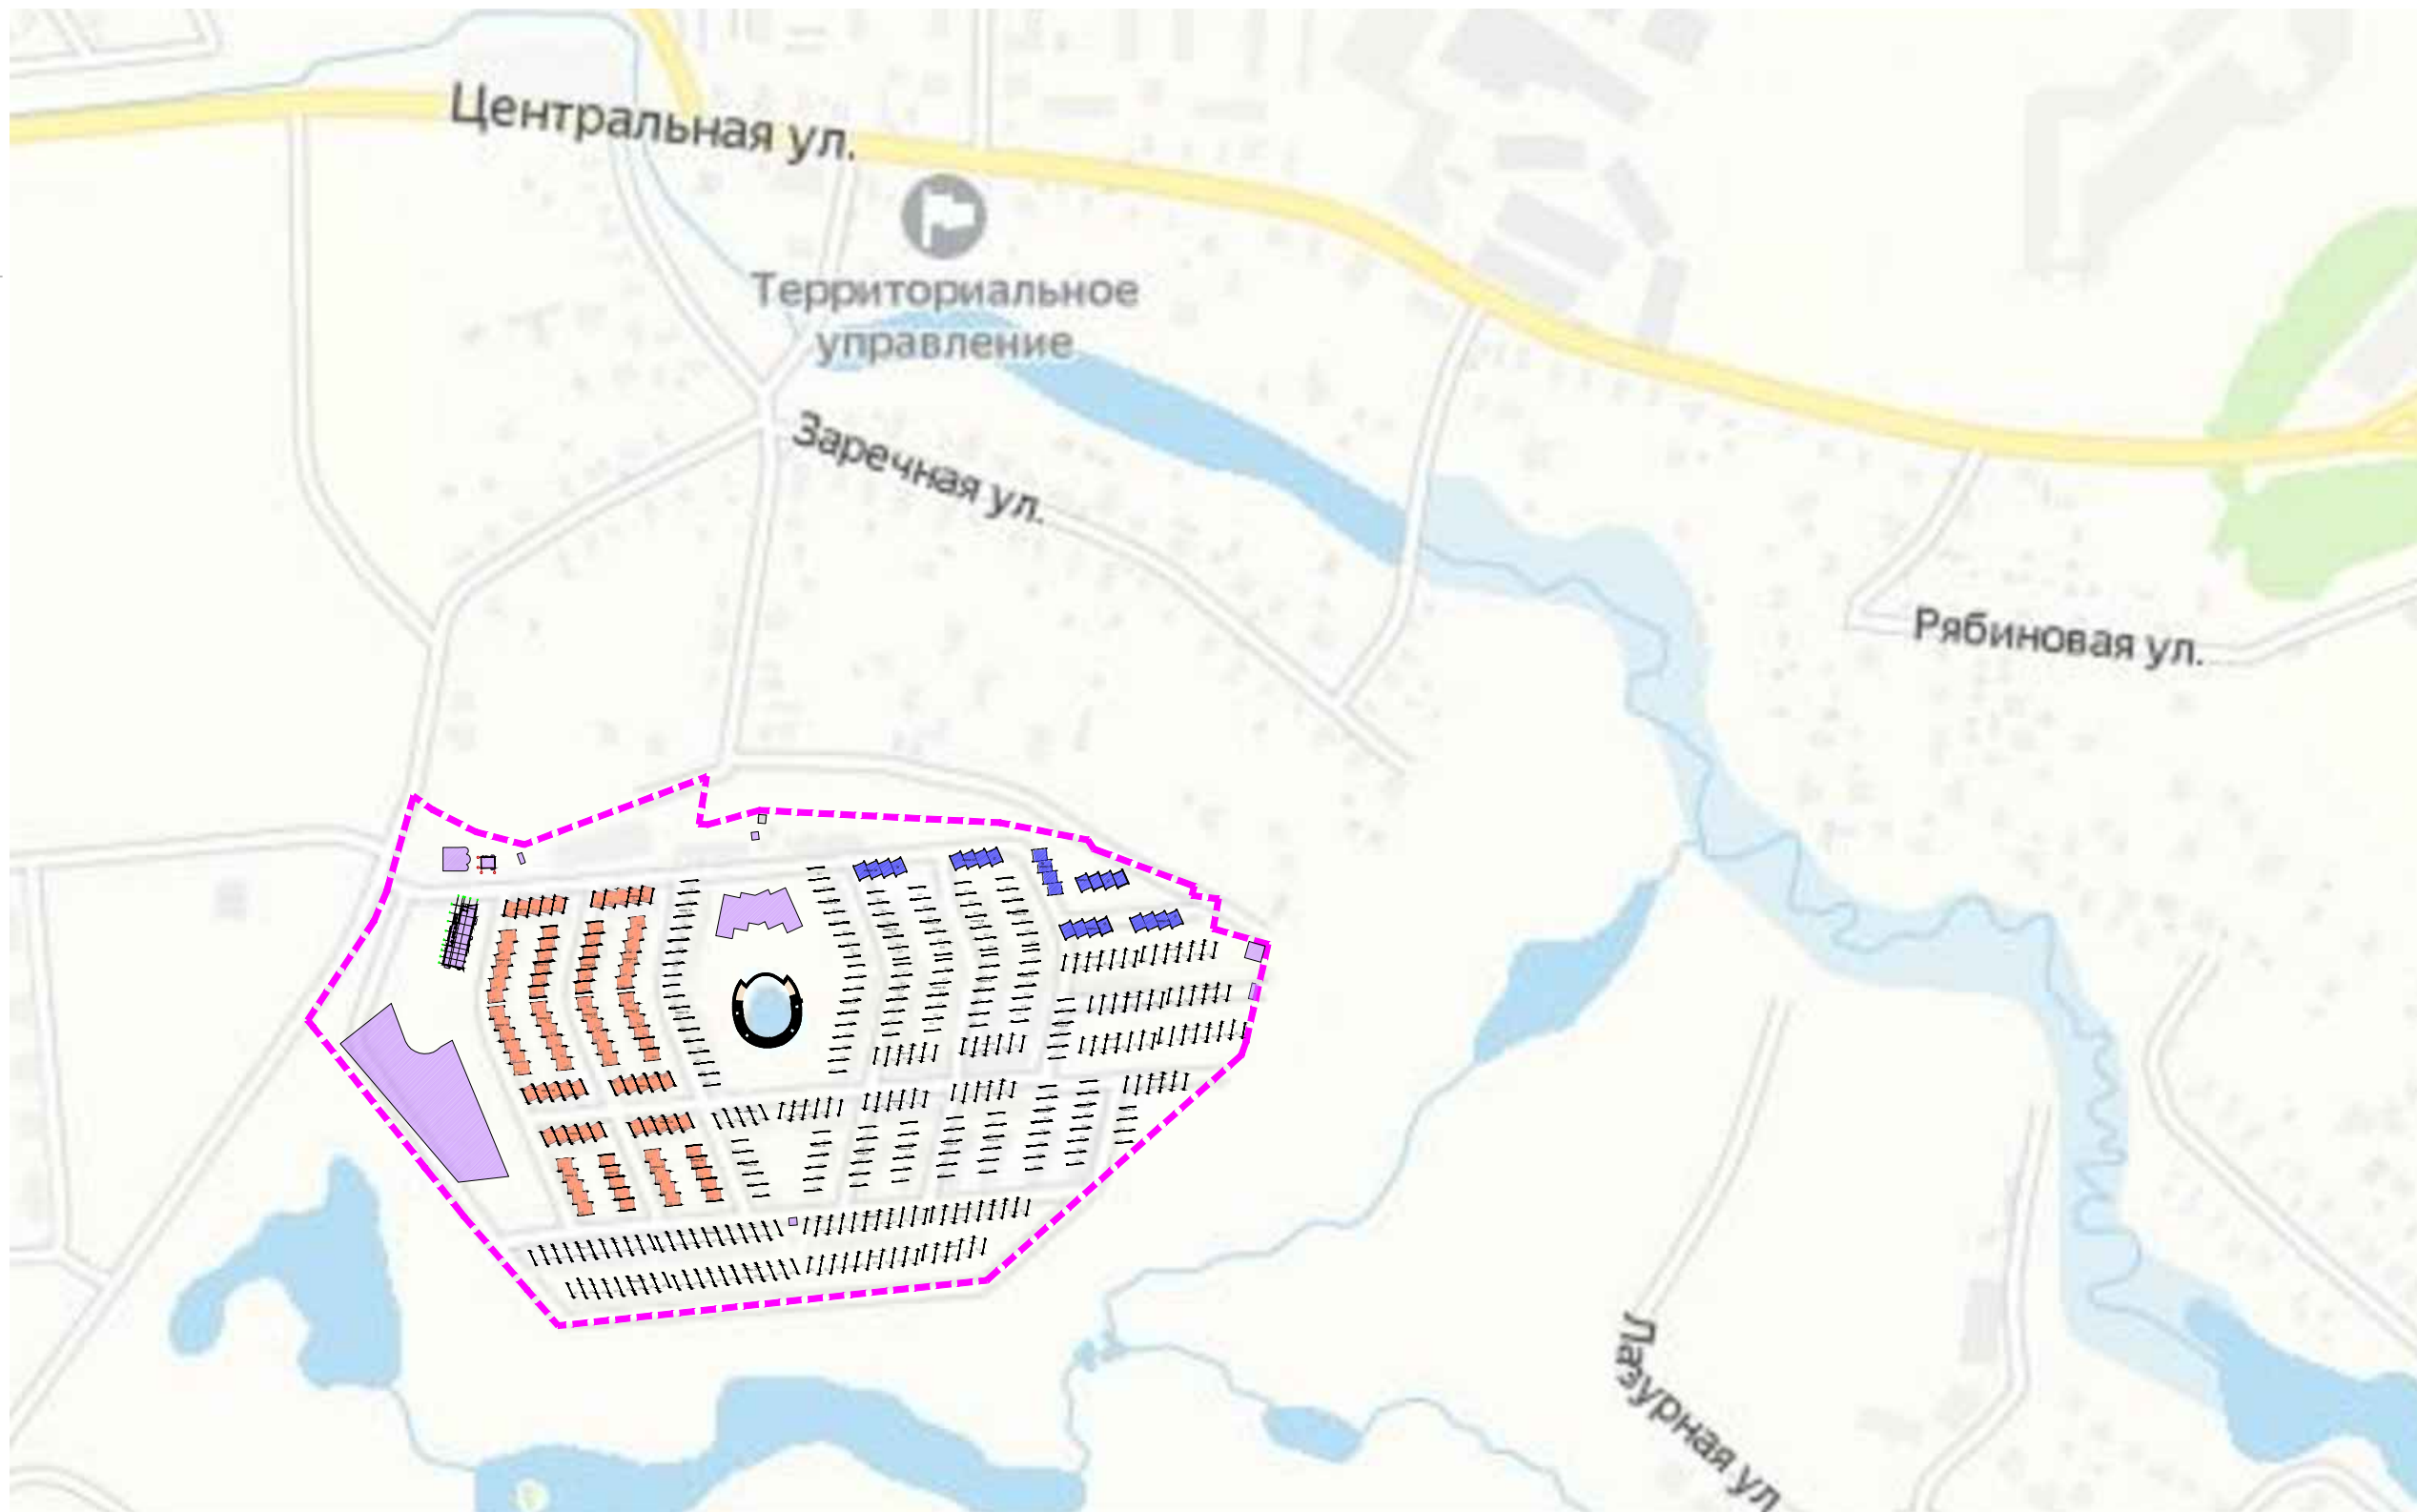 Центральная ул.
Территориальное
управление
Заречная ул.
Рябиновая ул.
Лазурная ул